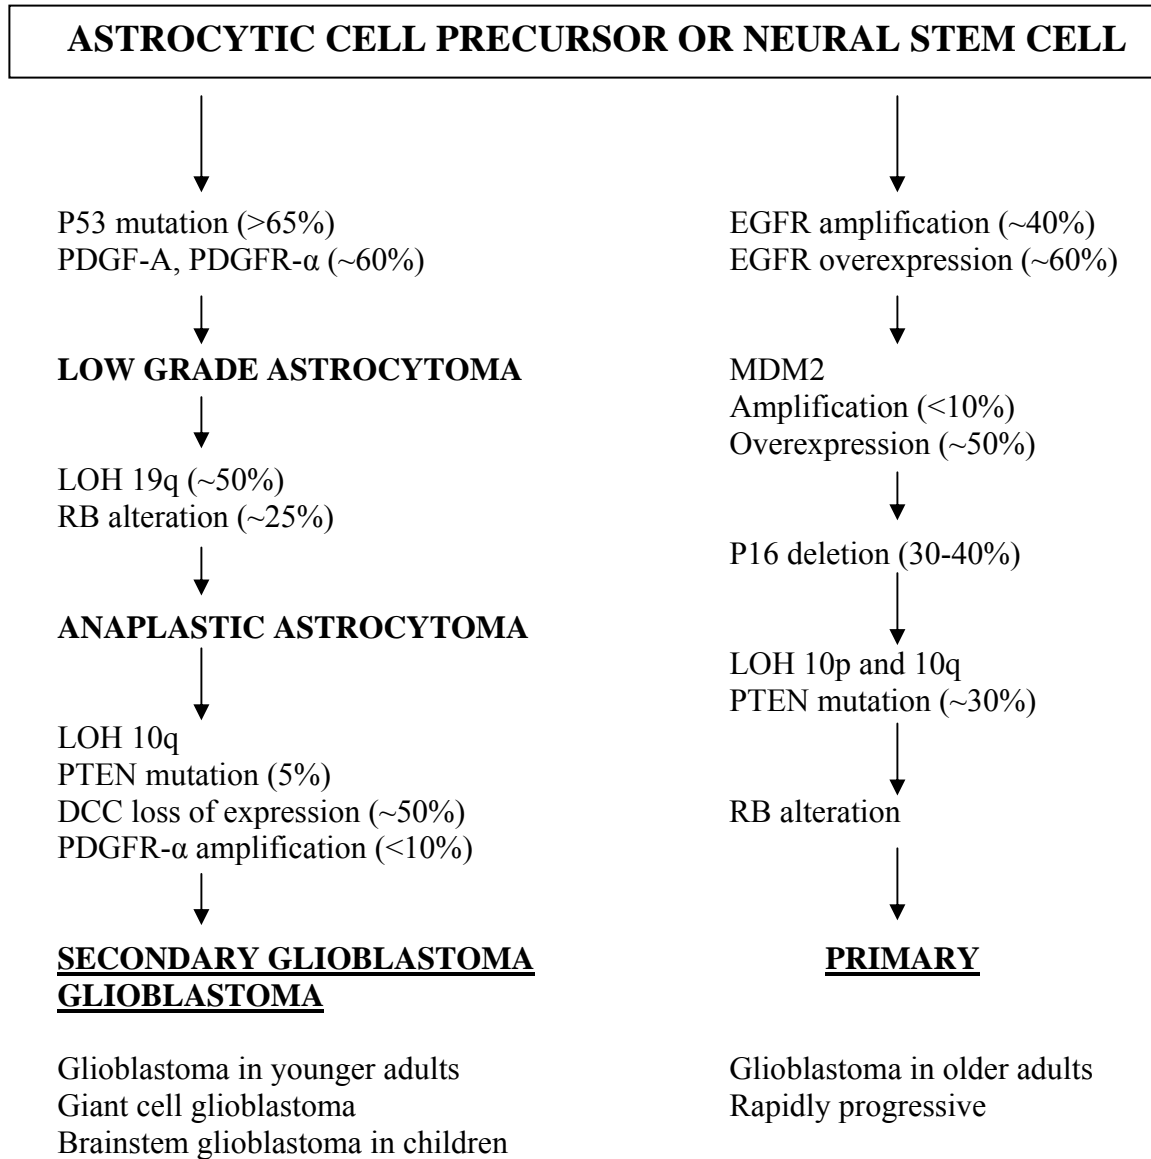 ASTROCYTIC CELL PRECURSOR OR NEURAL STEM CELL
P53 mutation (>65%)
PDGF-A, PDGFR-α (~60%)
LOW GRADE ASTROCYTOMA
LOH 19q (~50%)
RB alteration (~25%)
ANAPLASTIC ASTROCYTOMA
LOH 10q
PTEN mutation (5%)
DCC loss of expression (~50%)
PDGFR-α amplification (<10%)
SECONDARY GLIOBLASTOMA
GLIOBLASTOMA
Glioblastoma in younger adults
Giant cell glioblastoma
Brainstem glioblastoma in children
EGFR amplification (~40%)
EGFR overexpression (~60%)
MDM2
Amplification (<10%)
Overexpression (~50%)
P16 deletion (30-40%)
LOH 10p and 10q
PTEN mutation (~30%)
RB alteration
PRIMARY
Glioblastoma in older adults
Rapidly progressive